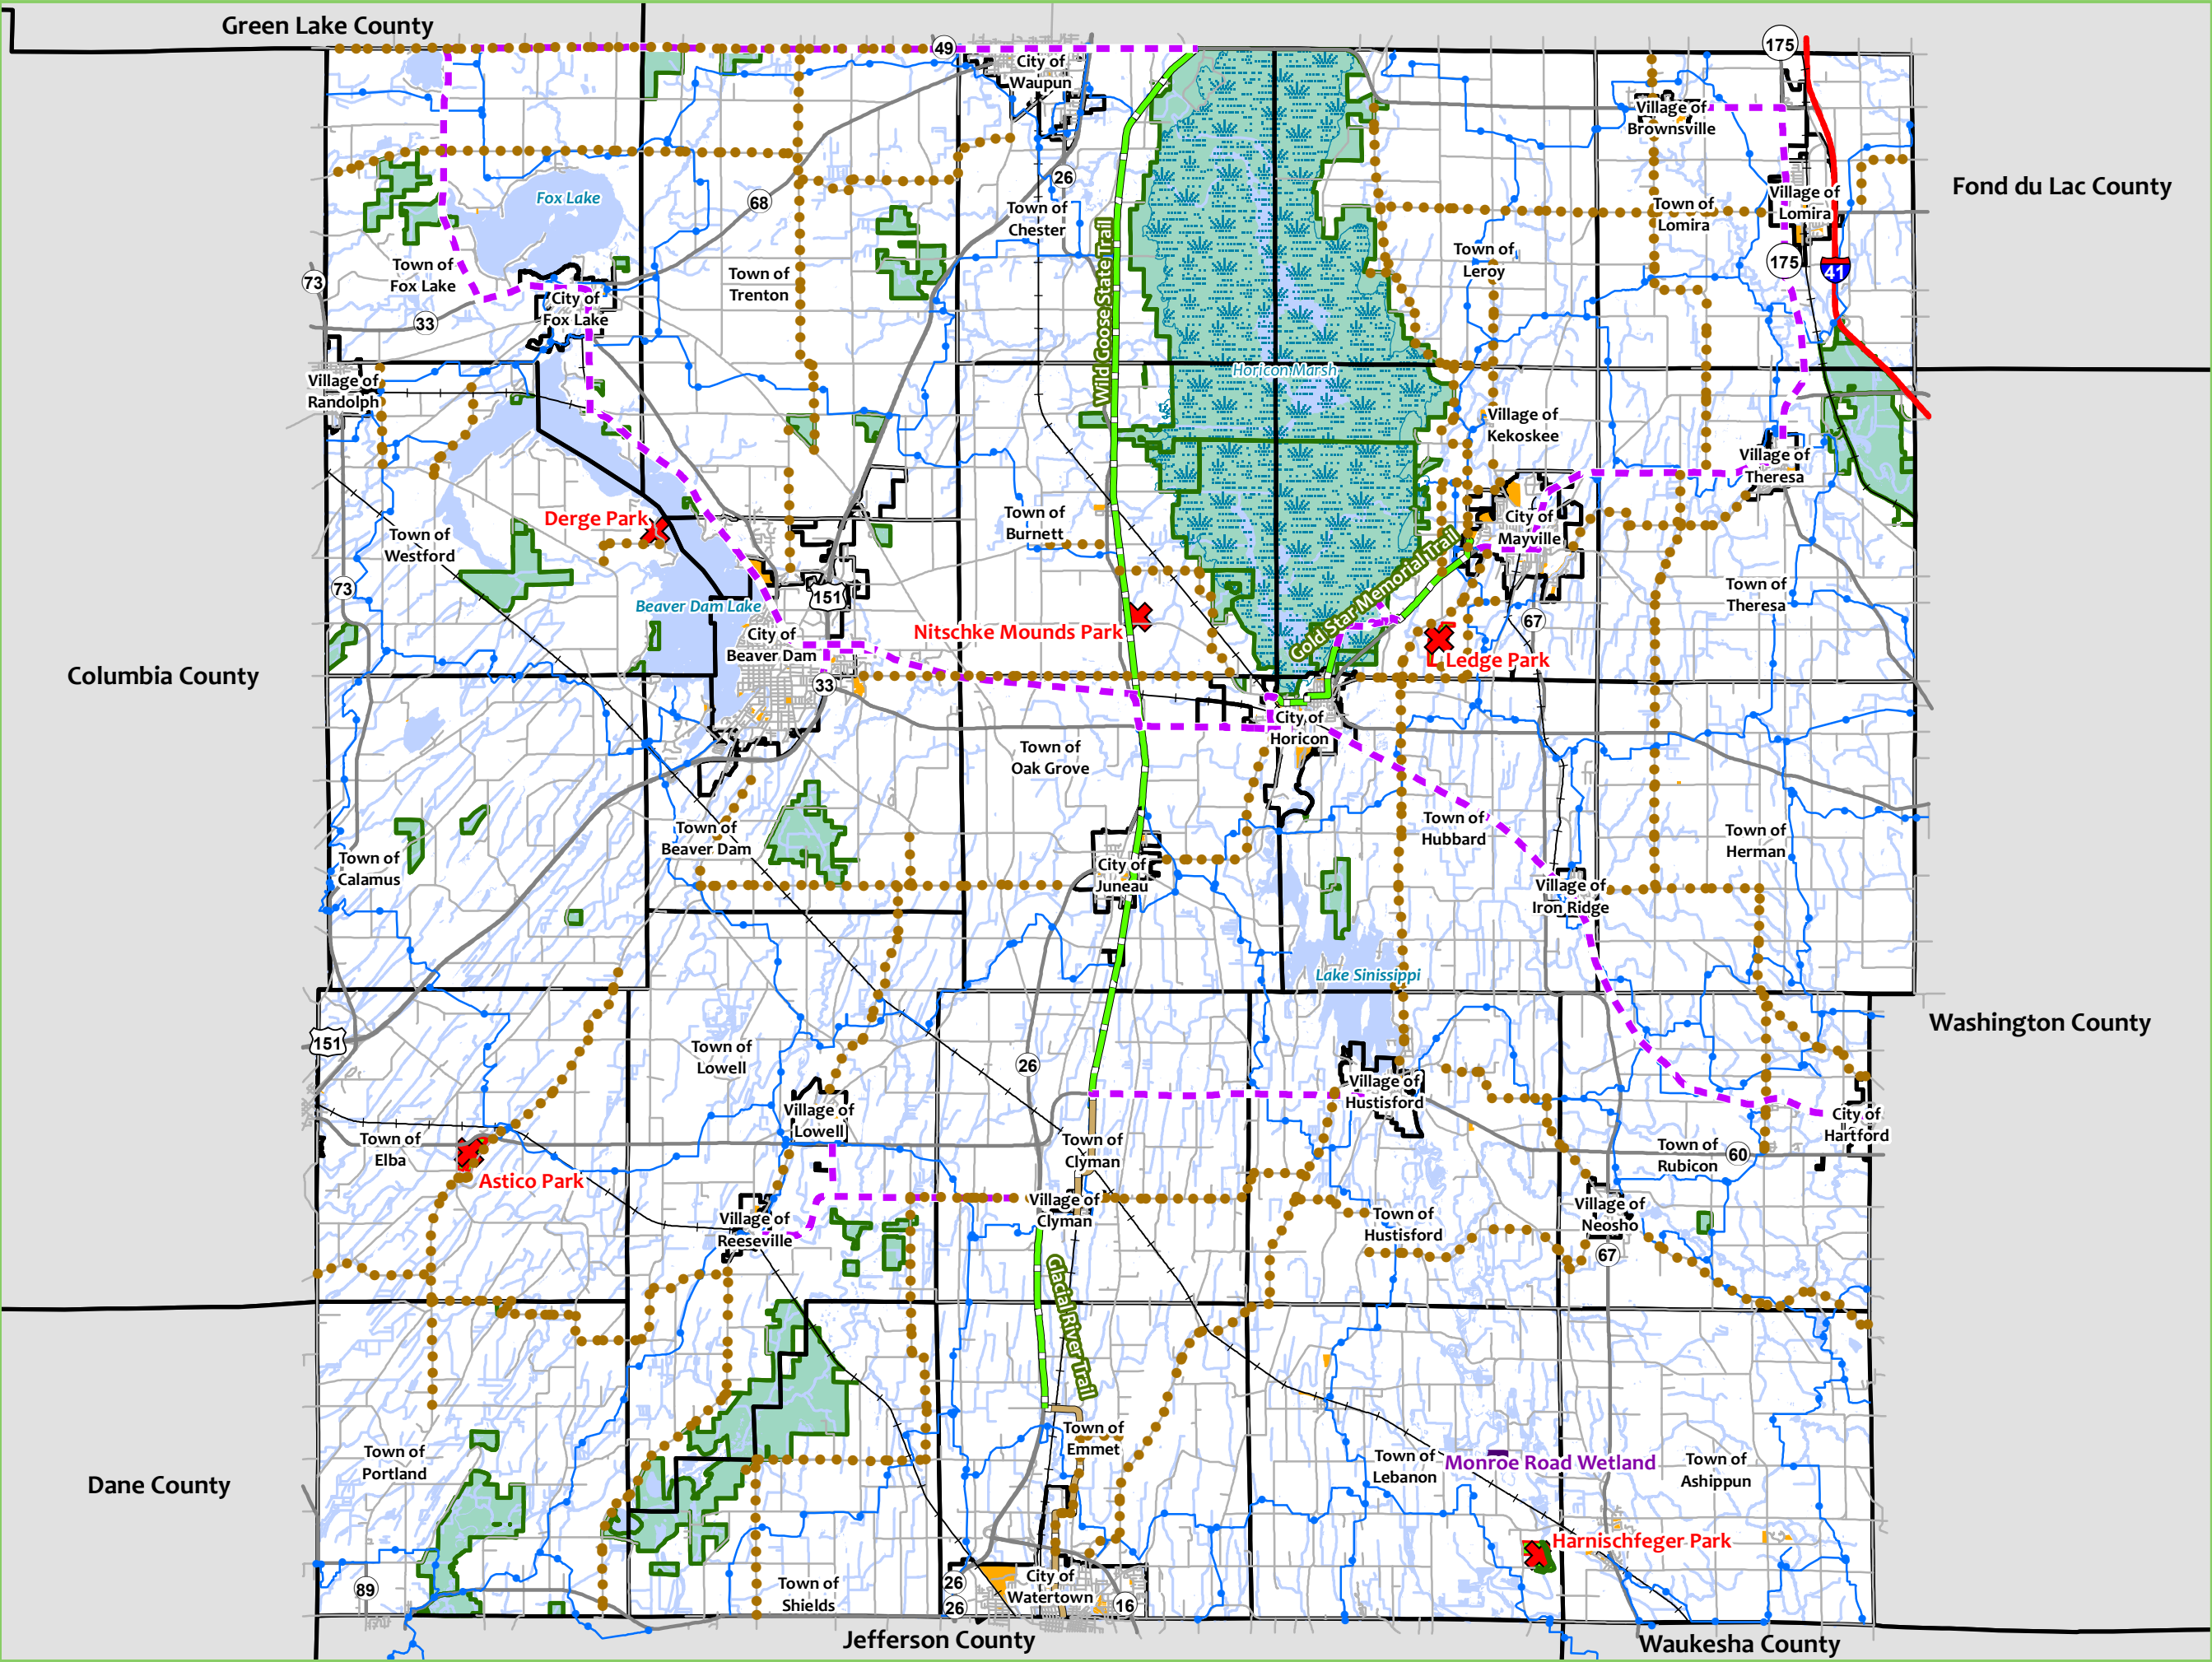 Green Lake County
49
175
City of
Waupun
Village of
Brownsville
26
Fond du Lac County
Fox Lake
68
Village of
Lomira
Town of
Lomira
Town of
Chester
Town of
Fox Lake
Town of
Trenton
Town of
Leroy
175
41
73
33
City of
Fox Lake
Wild Goose State Trail
Horicon Marsh
Village of
Randolph
Village of
Kekoskee
Village of
Theresa
Derge Park
Town of
Westford
Town of
Burnett
City of
Mayville
73
Beaver Dam Lake
151
Gold Star Memorial Trail
Town of
Theresa
67
City of
Beaver Dam
Nitschke Mounds Park
Ledge Park
Columbia County
33
City of
Horicon
Town of
Oak Grove
Town of
Beaver Dam
Town of
Hubbard
Town of
Herman
Town of
Calamus
City of
Juneau
Village of
Iron Ridge
Lake Sinissippi
Washington County
151
Town of
Lowell
26
Village of
Hustisford
Village of
Lowell
City of
Hartford
Town of
Elba
Town of
Clyman
Town of
Rubicon
60
Astico Park
Village of
Clyman
Village of
Reeseville
Town of
Hustisford
Village of
Neosho
67
Glacial River Trail
Town of
Emmet
Town of
Portland
Town of
Lebanon
Monroe Road Wetland
Town of
Ashippun
Dane County
Harnischfeger Park
89
Town of
Shields
26
26
City of
Watertown
16
Jefferson County
Waukesha County